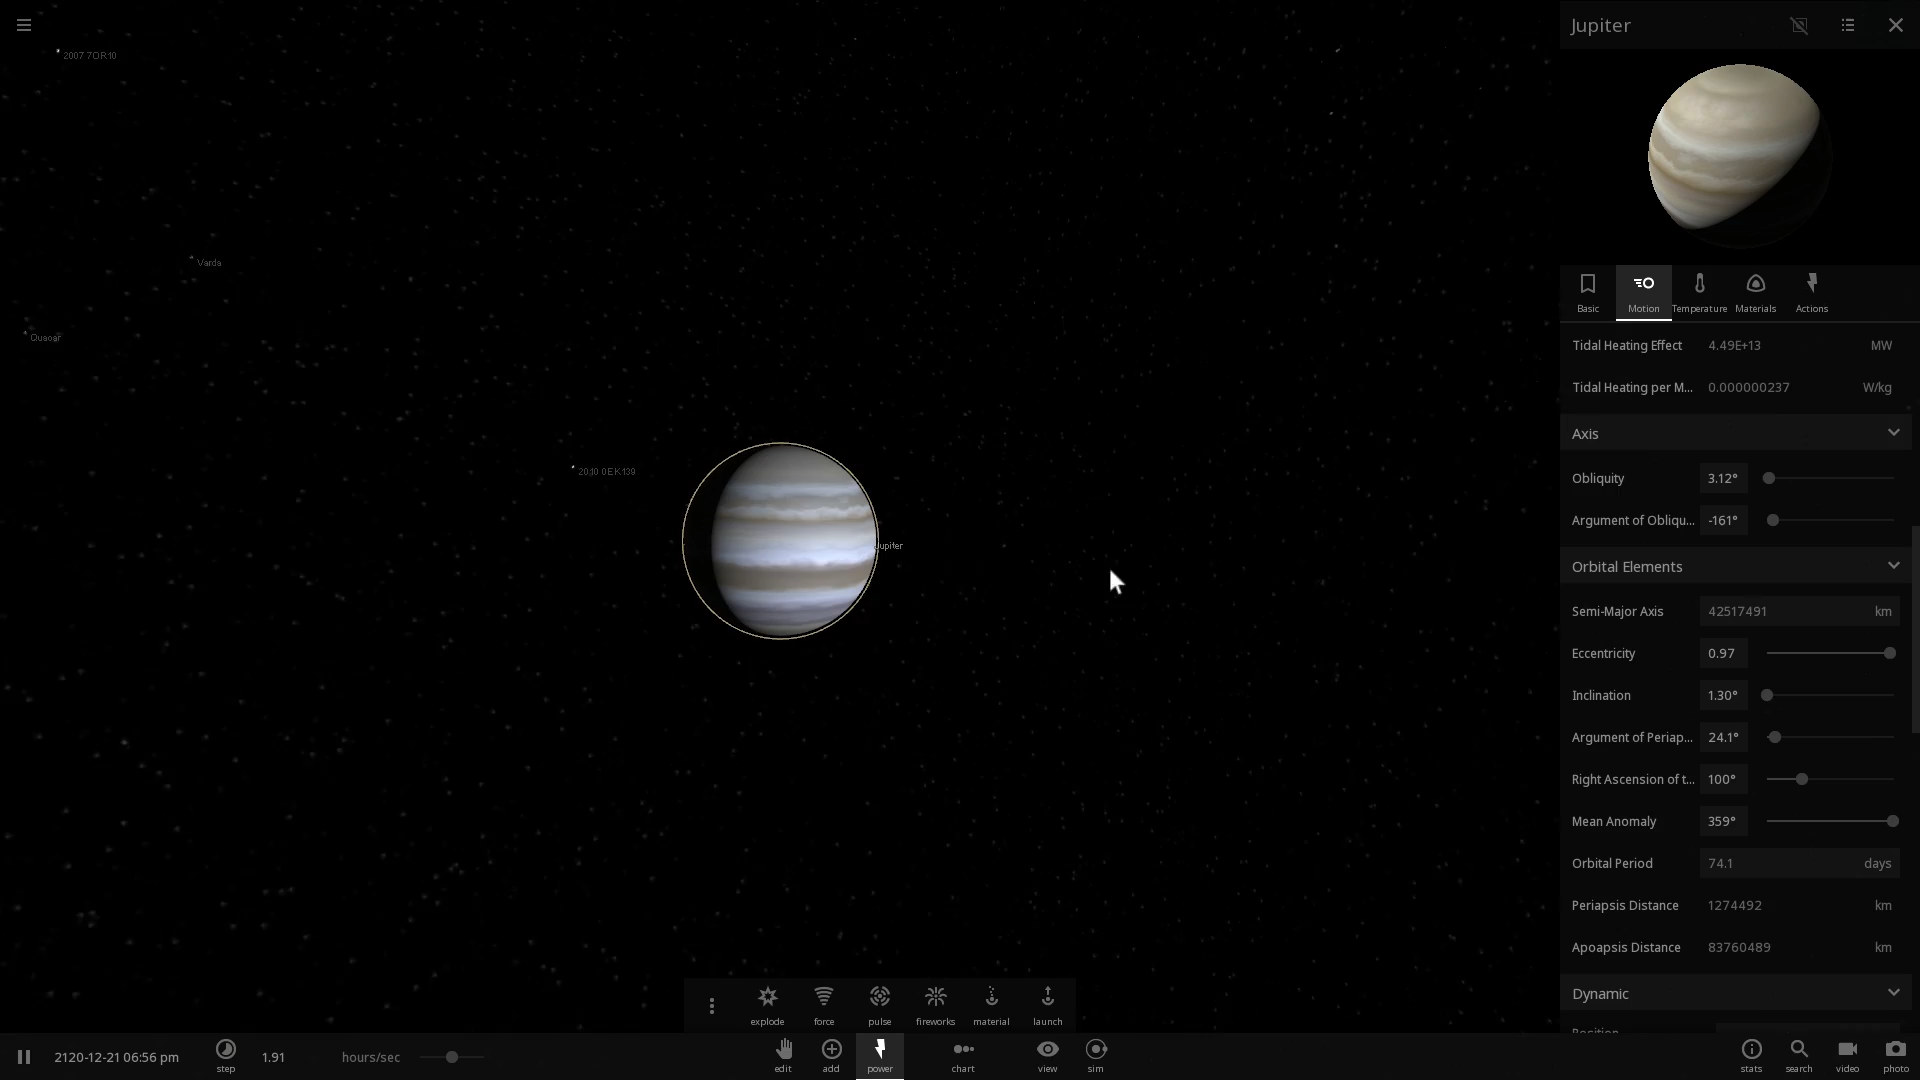 Jupiter
2007 7OR10
Varda
Quaoar
2010 0EK139
Jupiter
Basic
Motion
Temperature
Materials
Actions
Tidal Heating Effect 4.49E+13 MW
Tidal Heating per M... 0.000000237 W/kg
Axis
Obliquity 3.12°
Argument of Obliqu... -161°
Orbital Elements
Semi-Major Axis 42517491 km
Eccentricity 0.97
Inclination 1.30°
Argument of Periap... 24.1°
Right Ascension of t... 100°
Mean Anomaly 359°
Orbital Period 74.1 days
Periapsis Distance 1274492 km
Apoapsis Distance 83760489 km
Dynamic
Position
explode
force
pulse
fireworks
material
launch
2120-12-21 06:56 pm
step
1.91 hours/sec
edit
add
power
chart
view
sim
stats
search
video
photo